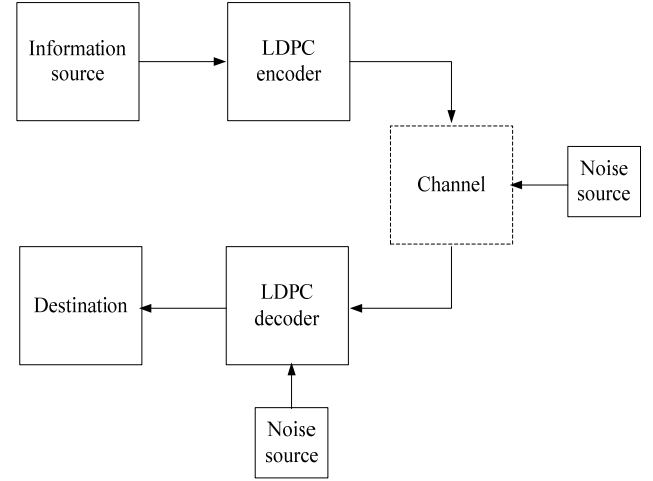 Information
source
LDPC
encoder
Channel
Noise
source
Destination
LDPC
decoder
Noise
source